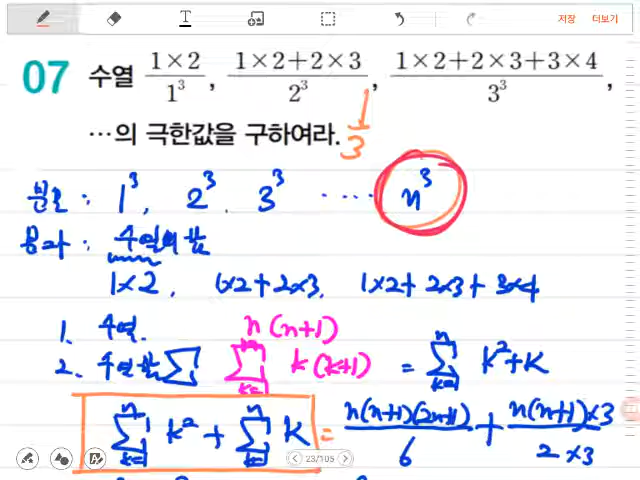 저장 더보기
07 수열 1×2/1³, 1×2+2×3/2³, 1×2+2×3+3×4/3³,
…의 극한값을 구하여라. 1/3
분모 : 1³, 2³, 3³ ‥‥ n³
분자 : 수열의 합
1×2, 1×2+2×3, 1×2+2×3+3×4
1. 수열. n(n+1)
2. 수열 합 Σ Σ(k=1, n) k(k+1) = Σ(k=1, n) k²+k
Σ(k=1, n) k² + Σ(k=1, n) k = n(n+1)(2n+1)/6 + n(n+1)×3/2×3
23/105